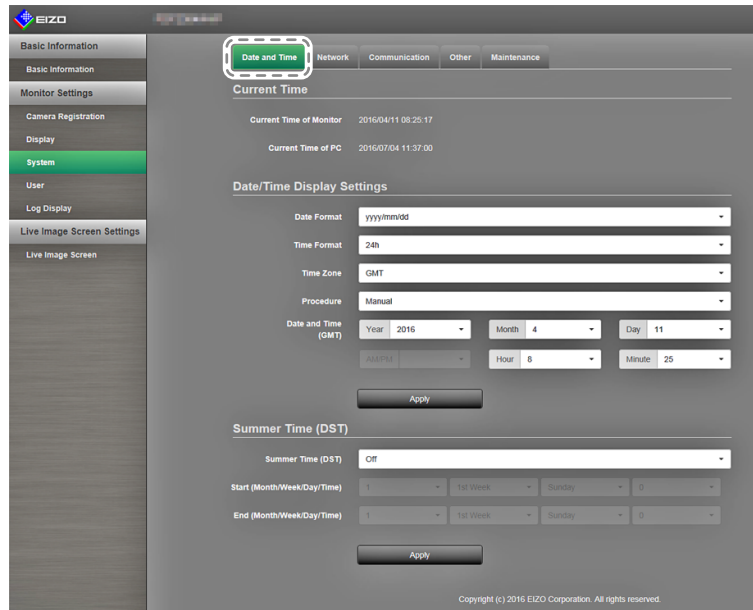 EIZO
Basic Information
Basic Information
Monitor Settings
Camera Registration
Display
System
User
Log Display
Live Image Screen Settings
Live Image Screen
Date and Time Network Communication Other Maintenance
Current Time
Current Time of Monitor 2016/04/11 08:25:17
Current Time of PC 2016/07/04 11:37:00
Date/Time Display Settings
Date Format yyyy/mm/dd
Time Format 24h
Time Zone GMT
Procedure Manual
Date and Time
(GMT) Year 2016 Month 4 Day 11
AM/PM Hour 8 Minute 25
Apply
Summer Time (DST)
Summer Time (DST) Off
Start (Month/Week/Day/Time) 1 1st Week Sunday 0
End (Month/Week/Day/Time) 1 1st Week Sunday 0
Apply
Copyright (c) 2016 EIZO Corporation. All rights reserved.